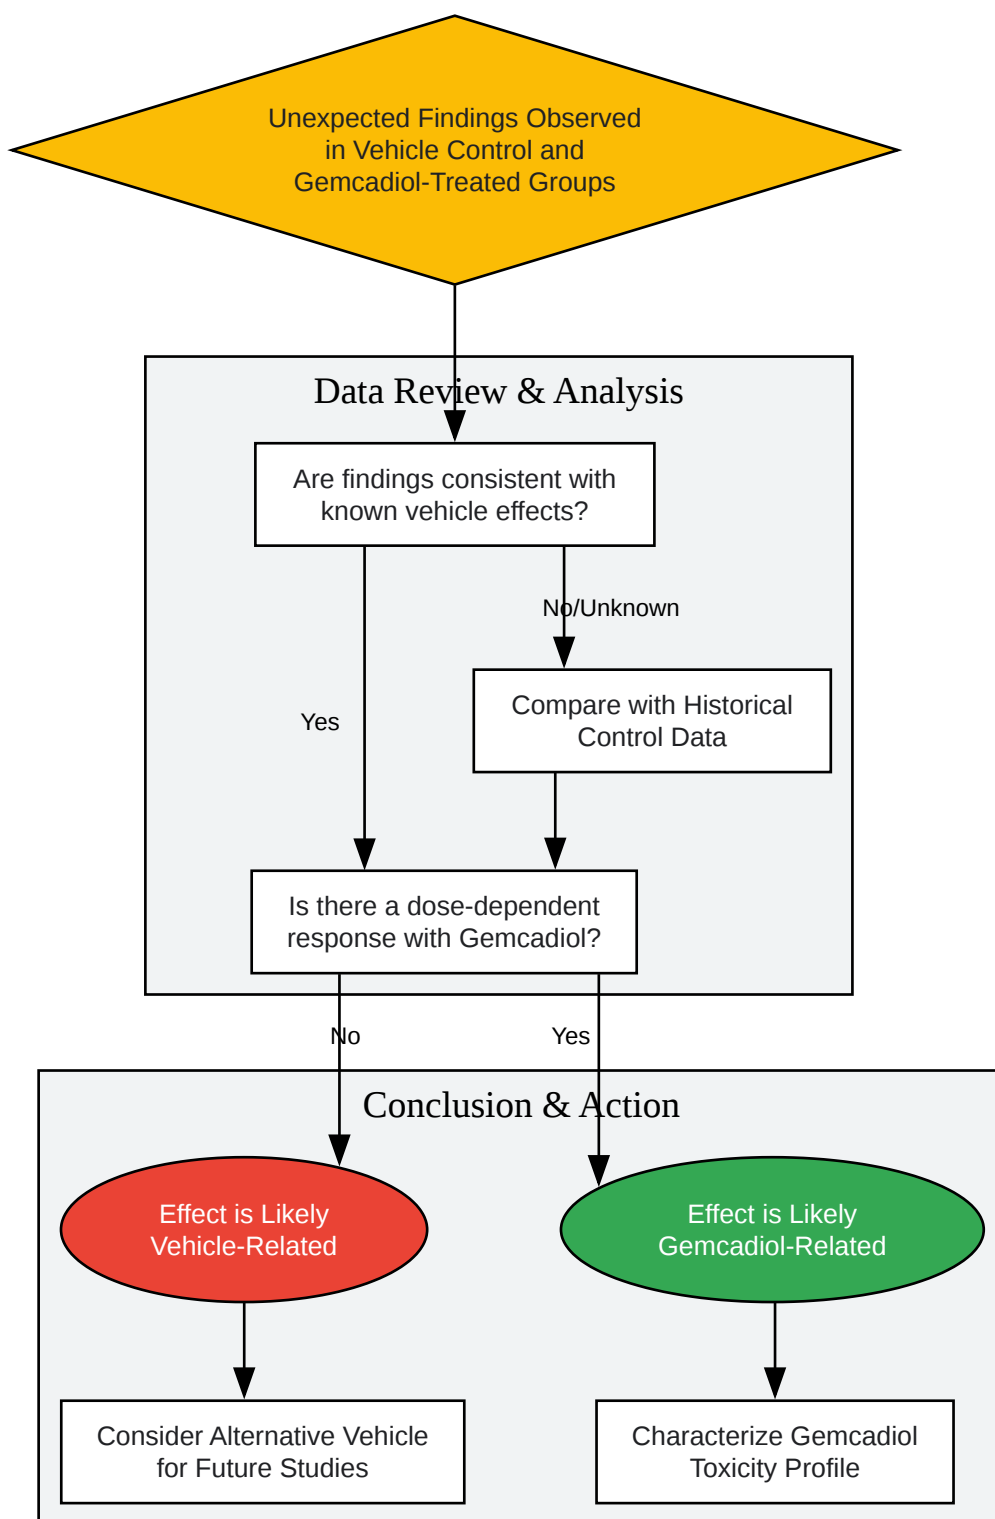 Unexpected Findings Observed
in Vehicle Control and
Gemcadiol-Treated Groups
Data Review & Analysis
Are findings consistent with
known vehicle effects?
No/Unknown
Compare with Historical
Control Data
Yes
Is there a dose-dependent
response with Gemcadiol?
No
Yes
Conclusion & Action
Effect is Likely
Vehicle-Related
Effect is Likely
Gemcadiol-Related
Consider Alternative Vehicle
for Future Studies
Characterize Gemcadiol
Toxicity Profile